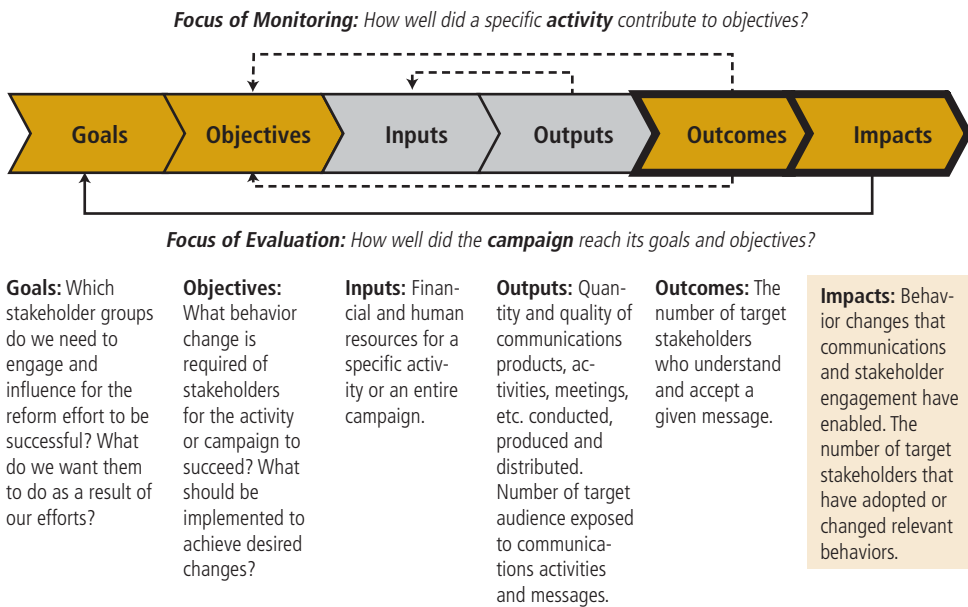 Focus of Monitoring: How well did a specific activity contribute to objectives?
Goals
Objectives
Inputs
Outputs
Outcomes
Impacts
Focus of Evaluation: How well did the campaign reach its goals and objectives?
Goals: Which
stakeholder groups
do we need to
engage and
influence for the
reform effort to be
successful? What
do we want them
to do as a result of
our efforts?
Objectives:
What behavior
change is
required of
stakeholders
for the activity
or campaign to
succeed? What
should be
implemented to
achieve desired
changes?
Inputs: Finan-
cial and human
resources for a
specific activ-
ity or an entire
campaign.
Outputs: Quan-
tity and quality of
communications
products, ac-
tivities, meetings,
etc. conducted,
produced and
distributed.
Number of target
audience exposed
to communica-
tions activities
and messages.
Outcomes: The
number of target
stakeholders
who understand
and accept a
given message.
Impacts: Behav-
ior changes that
communications
and stakeholder
engagement have
enabled. The
number of target
stakeholders that
have adopted or
changed relevant
behaviors.